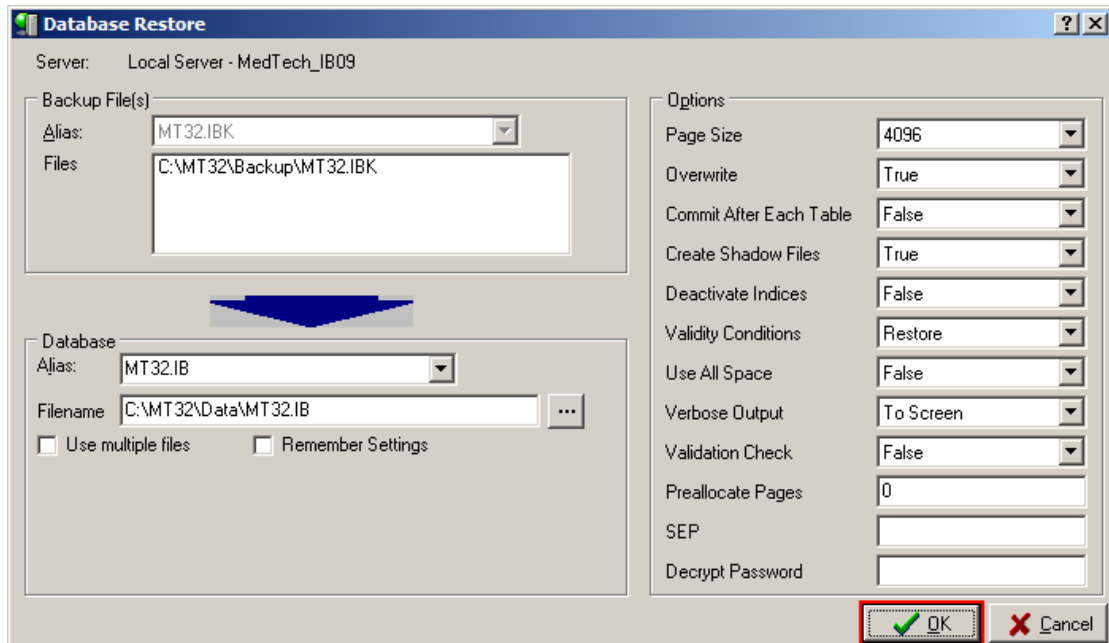 Database Restore
Server: Local Server - MedTech_IB09
Backup File(s)
Alias: MT32.IBK
Files C:\MT32\Backup\MT32.IBK
Database
Alias: MT32.IB
Filename C:\MT32\Data\MT32.IB ...
Use multiple files Remember Settings
Options
Page Size 4096
Overwrite True
Commit After Each Table False
Create Shadow Files True
Deactivate Indices False
Validity Conditions Restore
Use All Space False
Verbose Output To Screen
Validation Check False
Preallocate Pages 0
SEP
Decrypt Password
OK Cancel